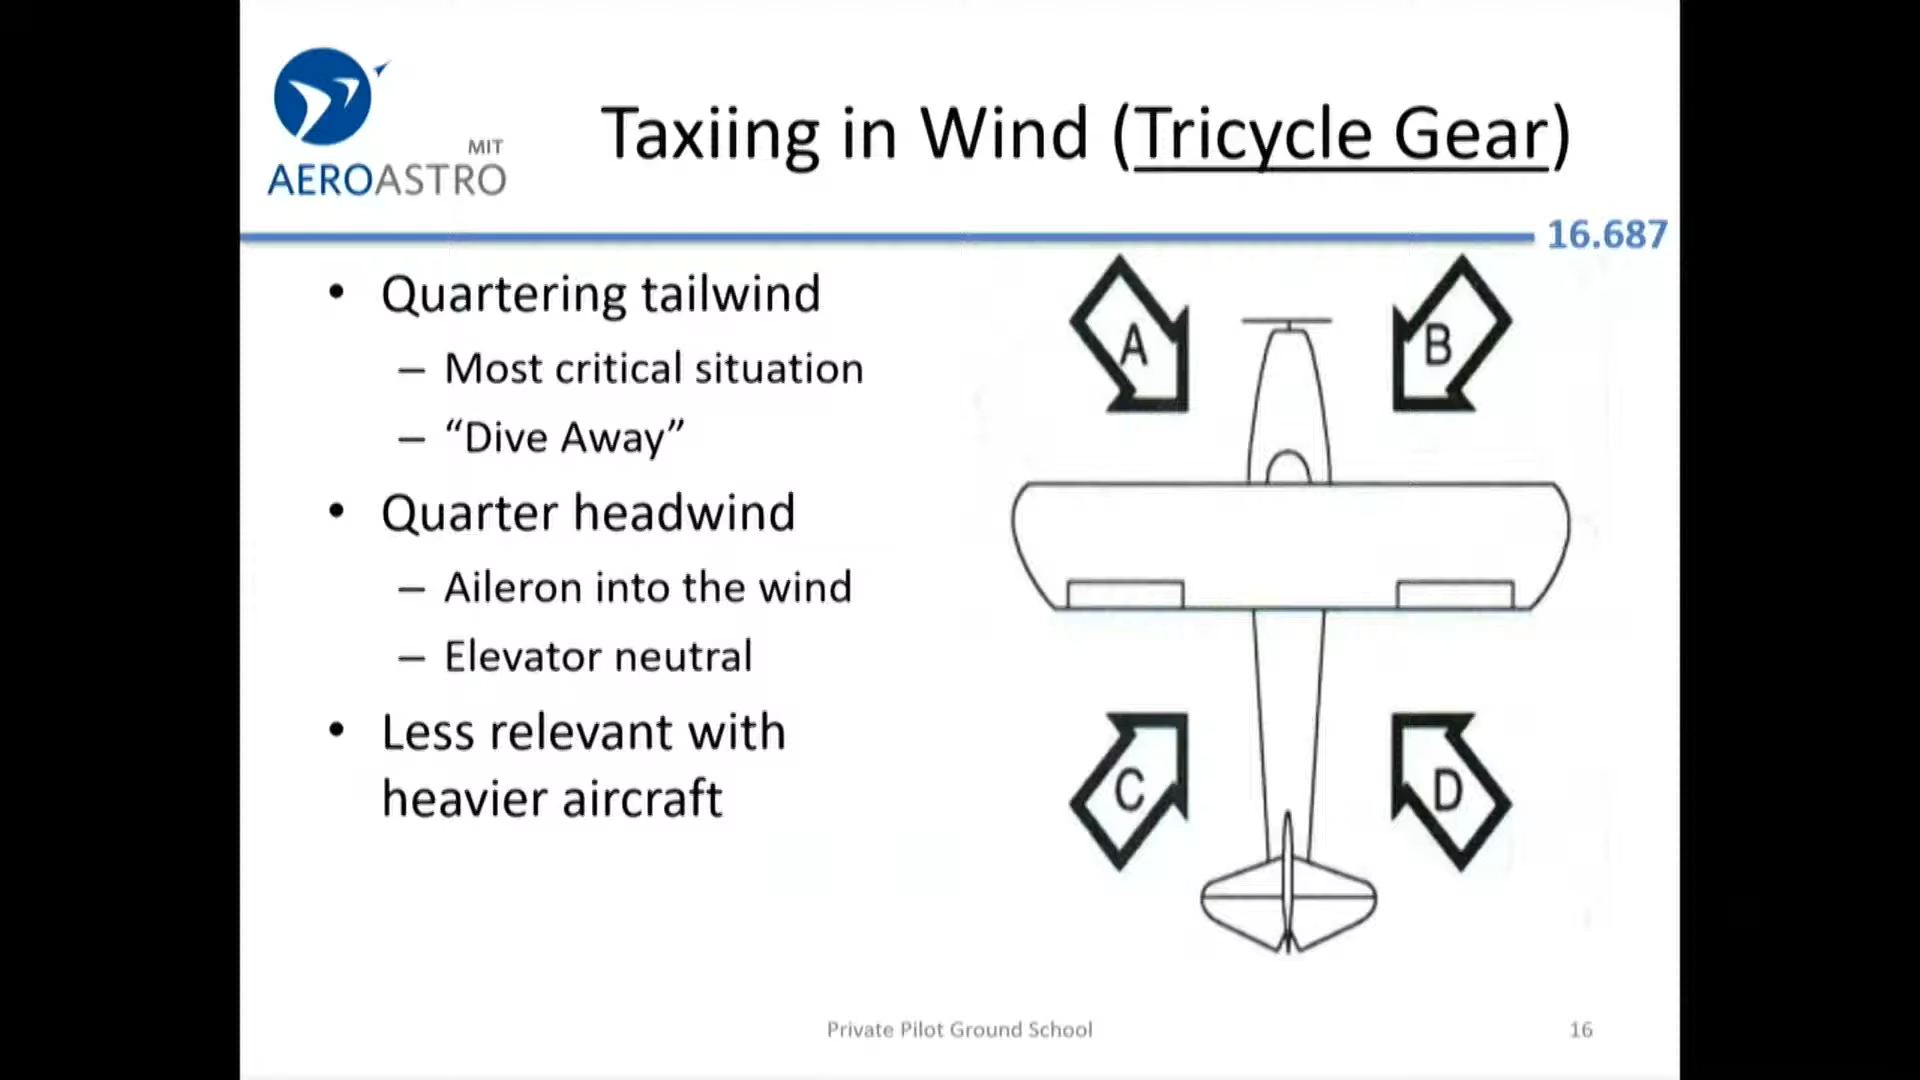 MIT
AEROASTRO
Taxiing in Wind (Tricycle Gear)
16.687
• Quartering tailwind
– Most critical situation
– “Dive Away”
• Quarter headwind
– Aileron into the wind
– Elevator neutral
• Less relevant with
heavier aircraft
A
B
C
D
Private Pilot Ground School
16